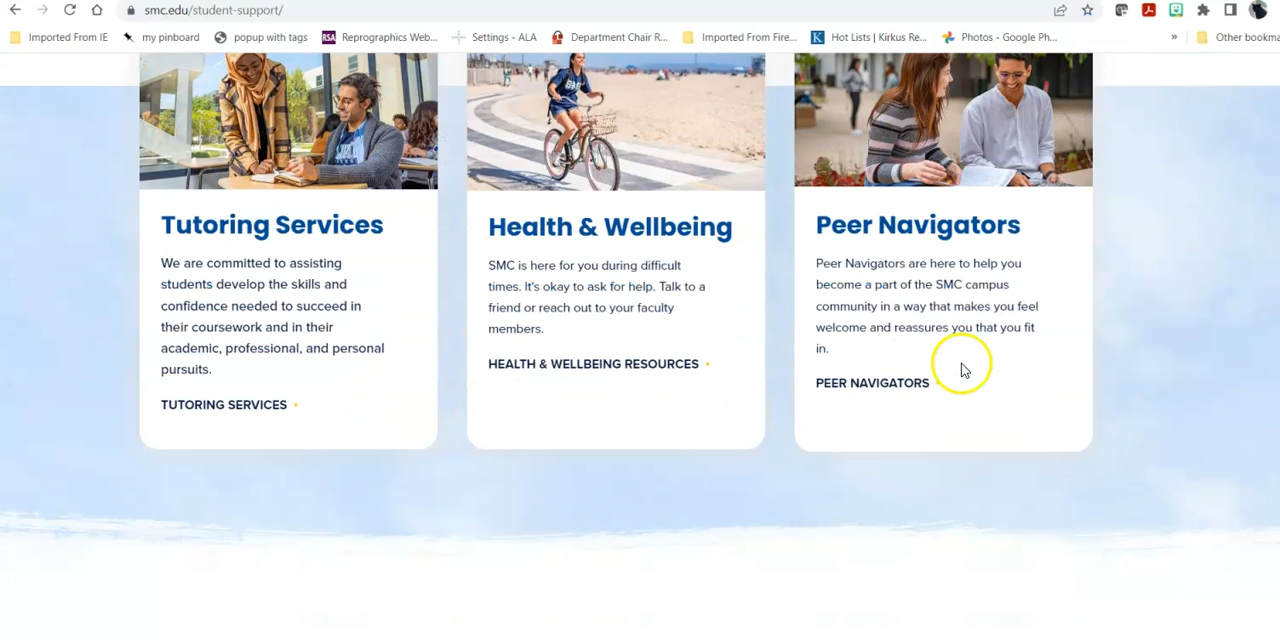 smc.edu/student-support/
Imported From IE
my pinboard
popup with tags
RSA
Reprographics Web...
Settings - ALA
Department Chair R...
Imported From Fire...
K
Hot Lists | Kirkus Re...
Photos - Google Ph...
»
Other bookma
Tutoring Services
We are committed to assisting
students develop the skills and
confidence needed to succeed in
their coursework and in their
academic, professional, and personal
pursuits.
TUTORING SERVICES
Health & Wellbeing
SMC is here for you during difficult
times. It's okay to ask for help. Talk to a
friend or reach out to your faculty
members.
HEALTH & WELLBEING RESOURCES
Peer Navigators
Peer Navigators are here to help you
become a part of the SMC campus
community in a way that makes you feel
welcome and reassures you that you fit
in.
PEER NAVIGATORS